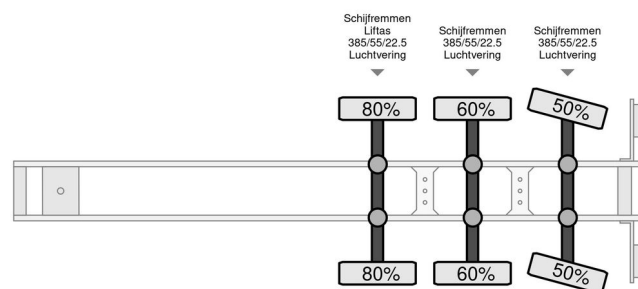 Schijfremmen
Liftas
385/55/22.5
Luchtvering
Schijfremmen
385/55/22.5
Luchtvering
Schijfremmen
385/55/22.5
Luchtvering
80%
60%
50%
80%
60%
50%